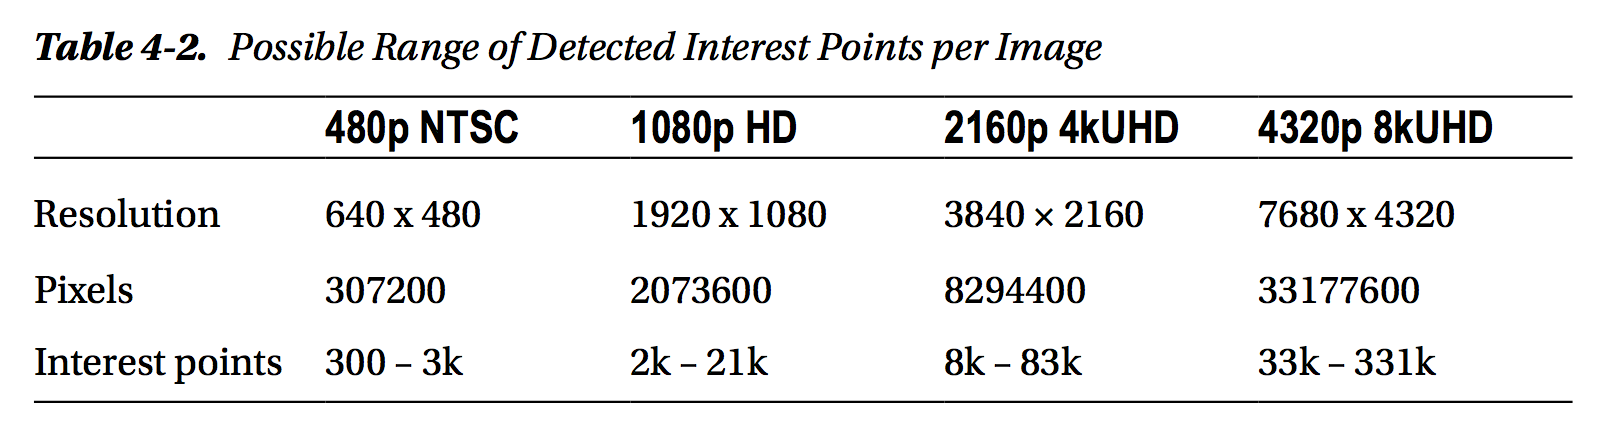 Table 4-2. Possible Range of Detected Interest Points per Image
480p NTSC 1080p HD 2160p 4kUHD 4320p 8kUHD
Resolution 640 x 480 1920 x 1080 3840 × 2160 7680 x 4320
Pixels 307200 2073600 8294400 33177600
Interest points 300 – 3k 2k – 21k 8k – 83k 33k – 331k